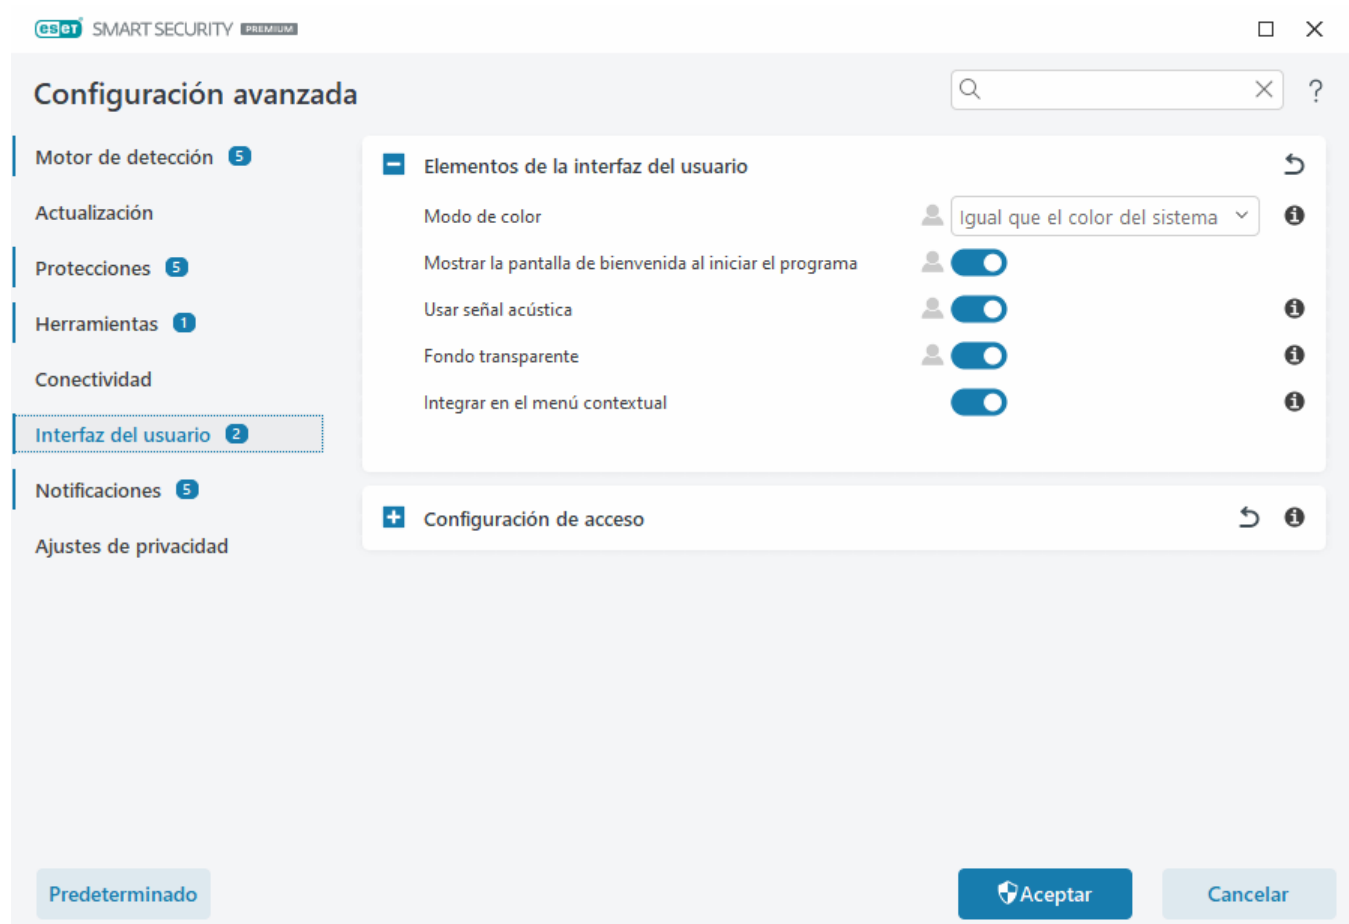 eset SMART SECURITY PREMIUM
Configuración avanzada
?
Motor de detección 5
Actualización
Protecciones 5
Herramientas 1
Conectividad
Interfaz del usuario 2
Notificaciones 5
Ajustes de privacidad
Elementos de la interfaz del usuario
Modo de color
Igual que el color del sistema
Mostrar la pantalla de bienvenida al iniciar el programa
Usar señal acústica
Fondo transparente
Integrar en el menú contextual
Configuración de acceso
Predeterminado
Aceptar
Cancelar